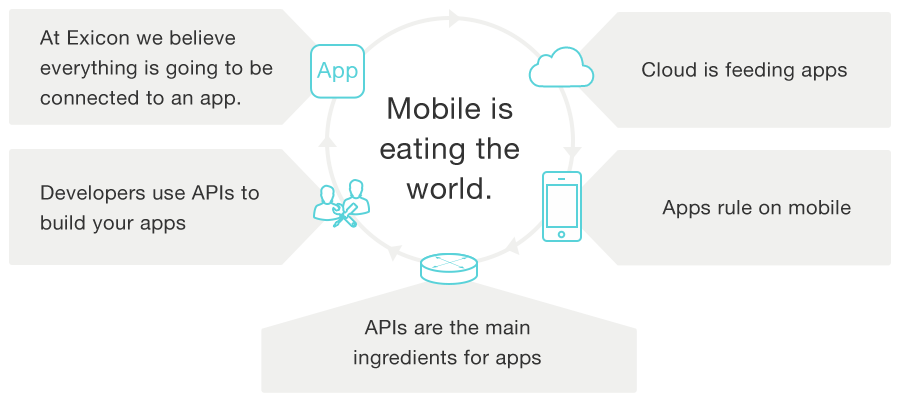 At Exicon we believe
everything is going to be
connected to an app.
App
Mobile is
eating the
world.
Cloud is feeding apps
Developers use APIs to
build your apps
Apps rule on mobile
APIs are the main
ingredients for apps